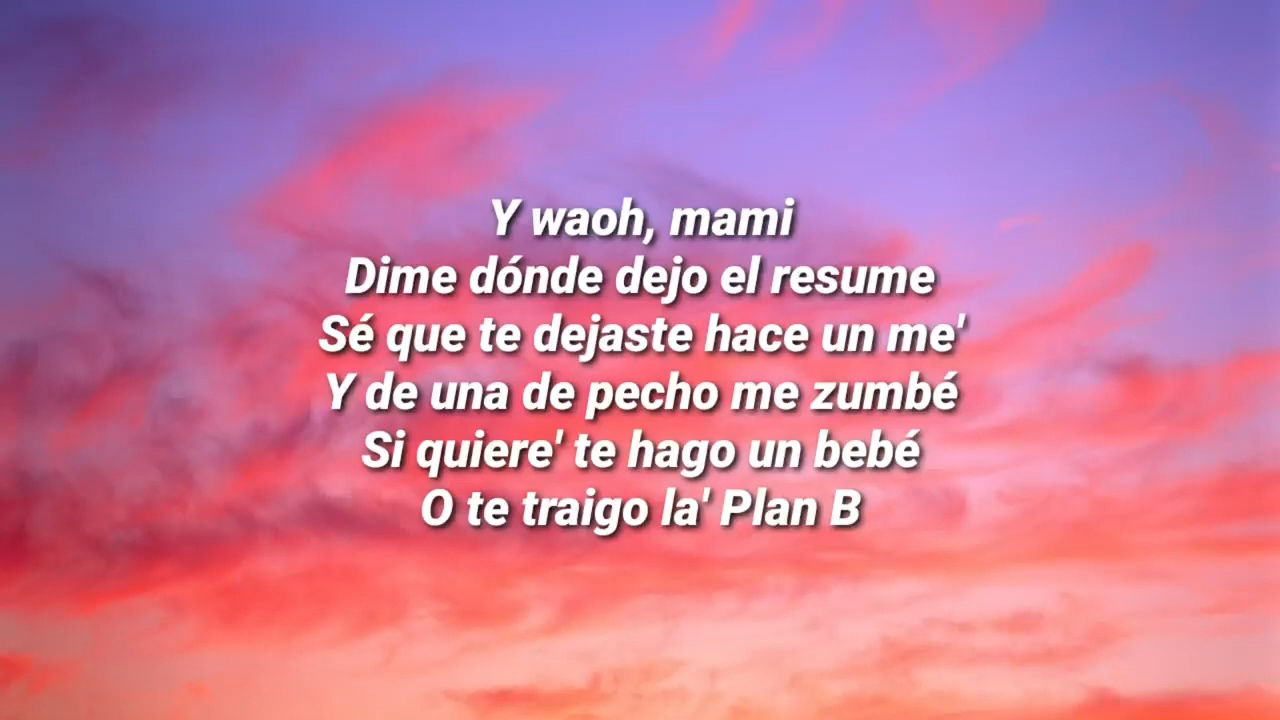 Y waoh, mami
Dime dónde dejo el resume
Sé que te dejaste hace un me'
Y de una de pecho me zumbé
Si quiere' te hago un bebé
O te traigo la' Plan B